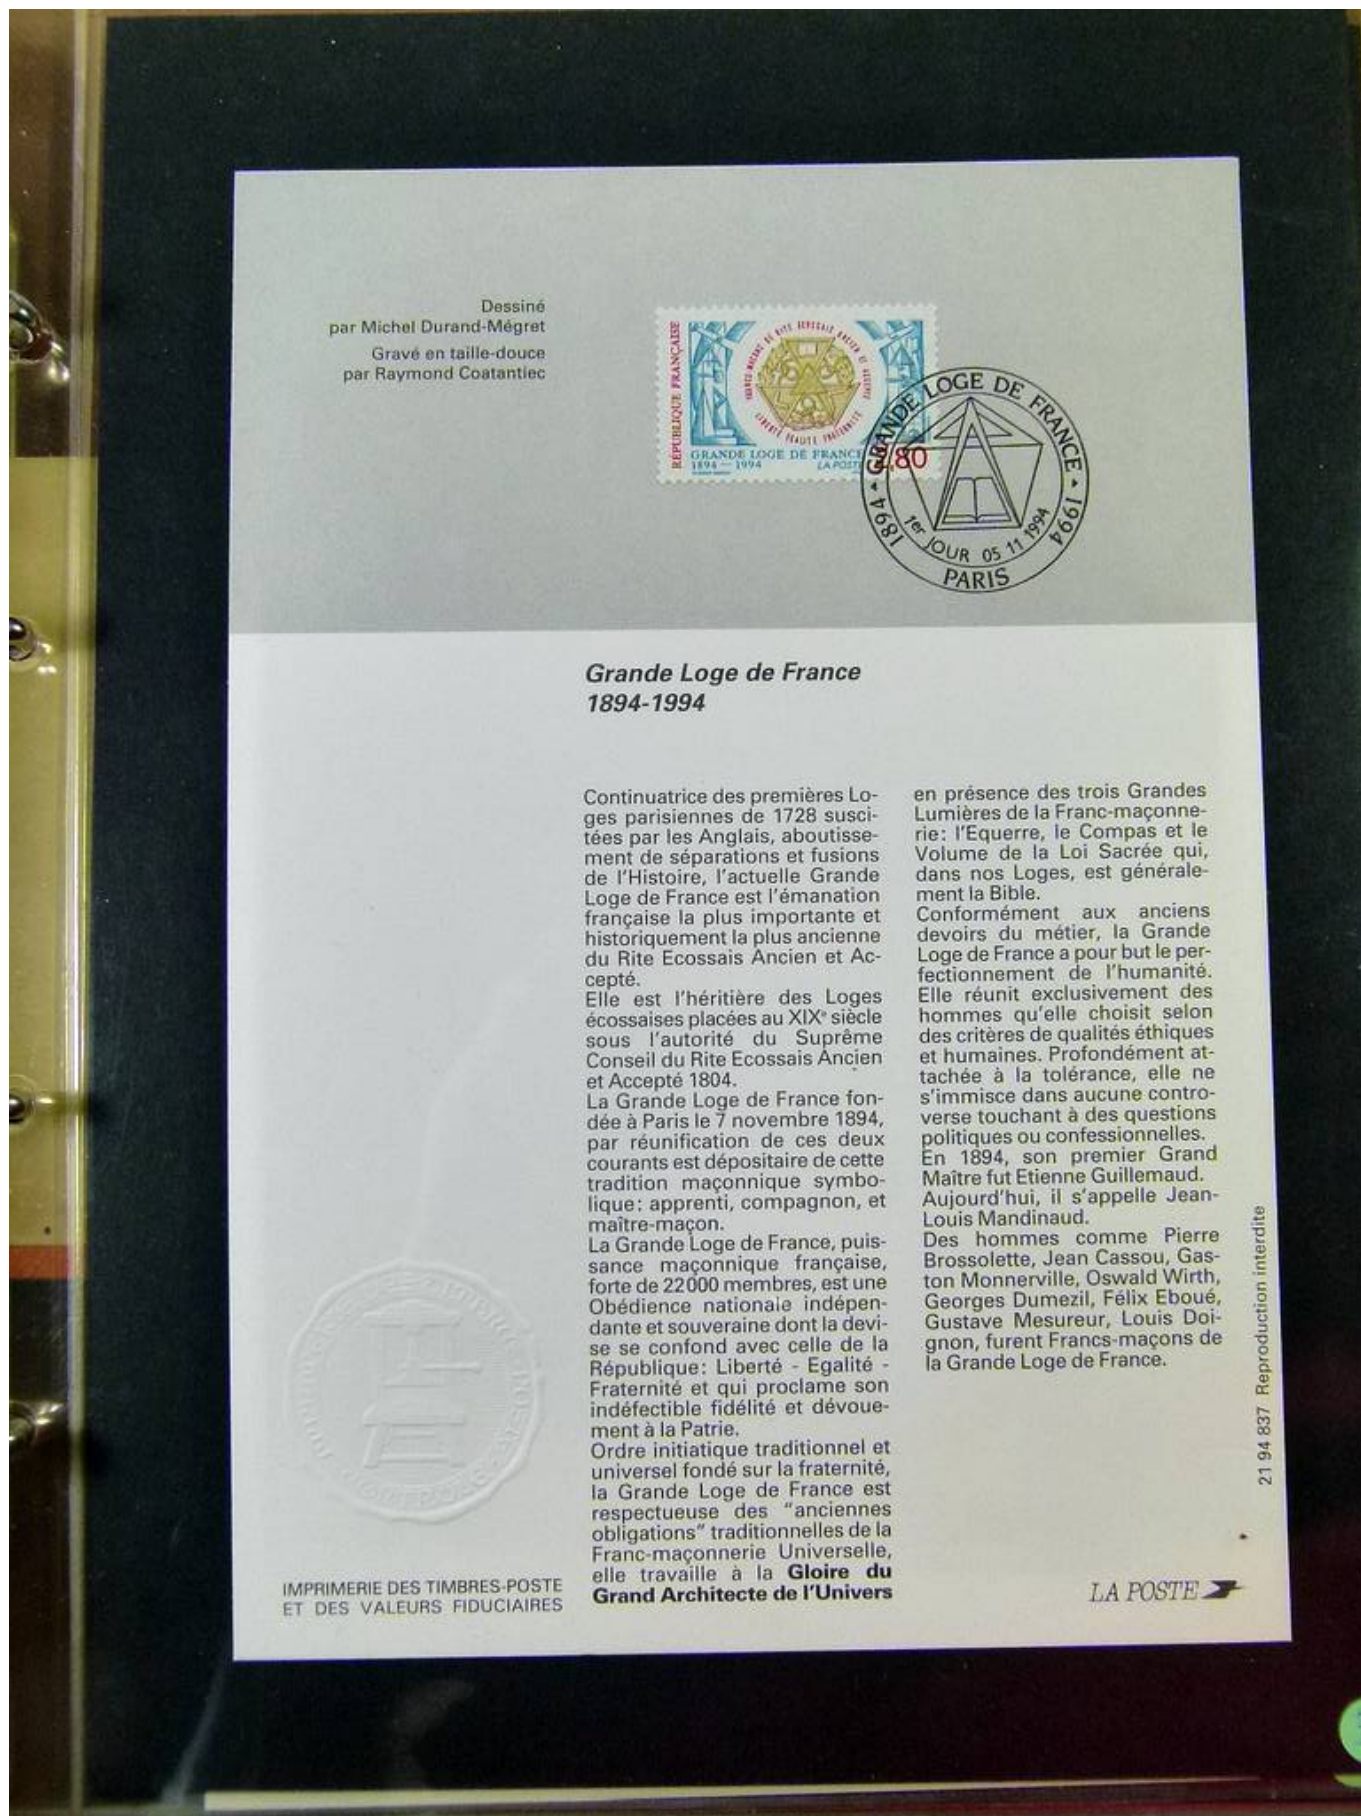 Dessiné
par Michel Durand-Mégret
Gravé en taille-douce
par Raymond Coatantiec
RÉPUBLIQUE FRANÇAISE
FRANCS-MAÇONS DU RITE ECOSSAIS ANCIEN ET ACCEPTÉ
LIBERTÉ EGALITÉ FRATERNITÉ
GRANDE LOGE DE FRANCE
1894 — 1994
LA POSTE
2,80
1894 • GRANDE LOGE DE FRANCE • 1994
1er JOUR 05 11 1994
PARIS
Grande Loge de France
1894-1994
Continuatrice des premières Lo-
ges parisiennes de 1728 susci-
tées par les Anglais, aboutisse-
ment de séparations et fusions
de l'Histoire, l'actuelle Grande
Loge de France est l'émanation
française la plus importante et
historiquement la plus ancienne
du Rite Ecossais Ancien et Ac-
cepté.
Elle est l'héritière des Loges
écossaises placées au XIXe siècle
sous l'autorité du Suprême
Conseil du Rite Ecossais Ancien
et Accepté 1804.
La Grande Loge de France fon-
dée à Paris le 7 novembre 1894,
par réunification de ces deux
courants est dépositaire de cette
tradition maçonnique symbo-
lique: apprenti, compagnon, et
maître-maçon.
La Grande Loge de France, puis-
sance maçonnique française,
forte de 22000 membres, est une
Obédience nationale indépen-
dante et souveraine dont la devi-
se se confond avec celle de la
République: Liberté - Egalité -
Fraternité et qui proclame son
indéfectible fidélité et dévoue-
ment à la Patrie.
Ordre initiatique traditionnel et
universel fondé sur la fraternité,
la Grande Loge de France est
respectueuse des "anciennes
obligations" traditionnelles de la
Franc-maçonnerie Universelle,
elle travaille à la Gloire du
Grand Architecte de l'Univers
en présence des trois Grandes
Lumières de la Franc-maçonne-
rie: l'Equerre, le Compas et le
Volume de la Loi Sacrée qui,
dans nos Loges, est générale-
ment la Bible.
Conformément aux anciens
devoirs du métier, la Grande
Loge de France a pour but le per-
fectionnement de l'humanité.
Elle réunit exclusivement des
hommes qu'elle choisit selon
des critères de qualités éthiques
et humaines. Profondément at-
tachée à la tolérance, elle ne
s'immisce dans aucune contro-
verse touchant à des questions
politiques ou confessionnelles.
En 1894, son premier Grand
Maître fut Etienne Guillemaud.
Aujourd'hui, il s'appelle Jean-
Louis Mandinaud.
Des hommes comme Pierre
Brossolette, Jean Cassou, Gas-
ton Monnerville, Oswald Wirth,
Georges Dumezil, Félix Eboué,
Gustave Mesureur, Louis Doi-
gnon, furent Francs-maçons de
la Grande Loge de France.
21 94 837 Reproduction interdite
IMPRIMERIE DES TIMBRES-POSTE
ET DES VALEURS FIDUCIAIRES
LA POSTE